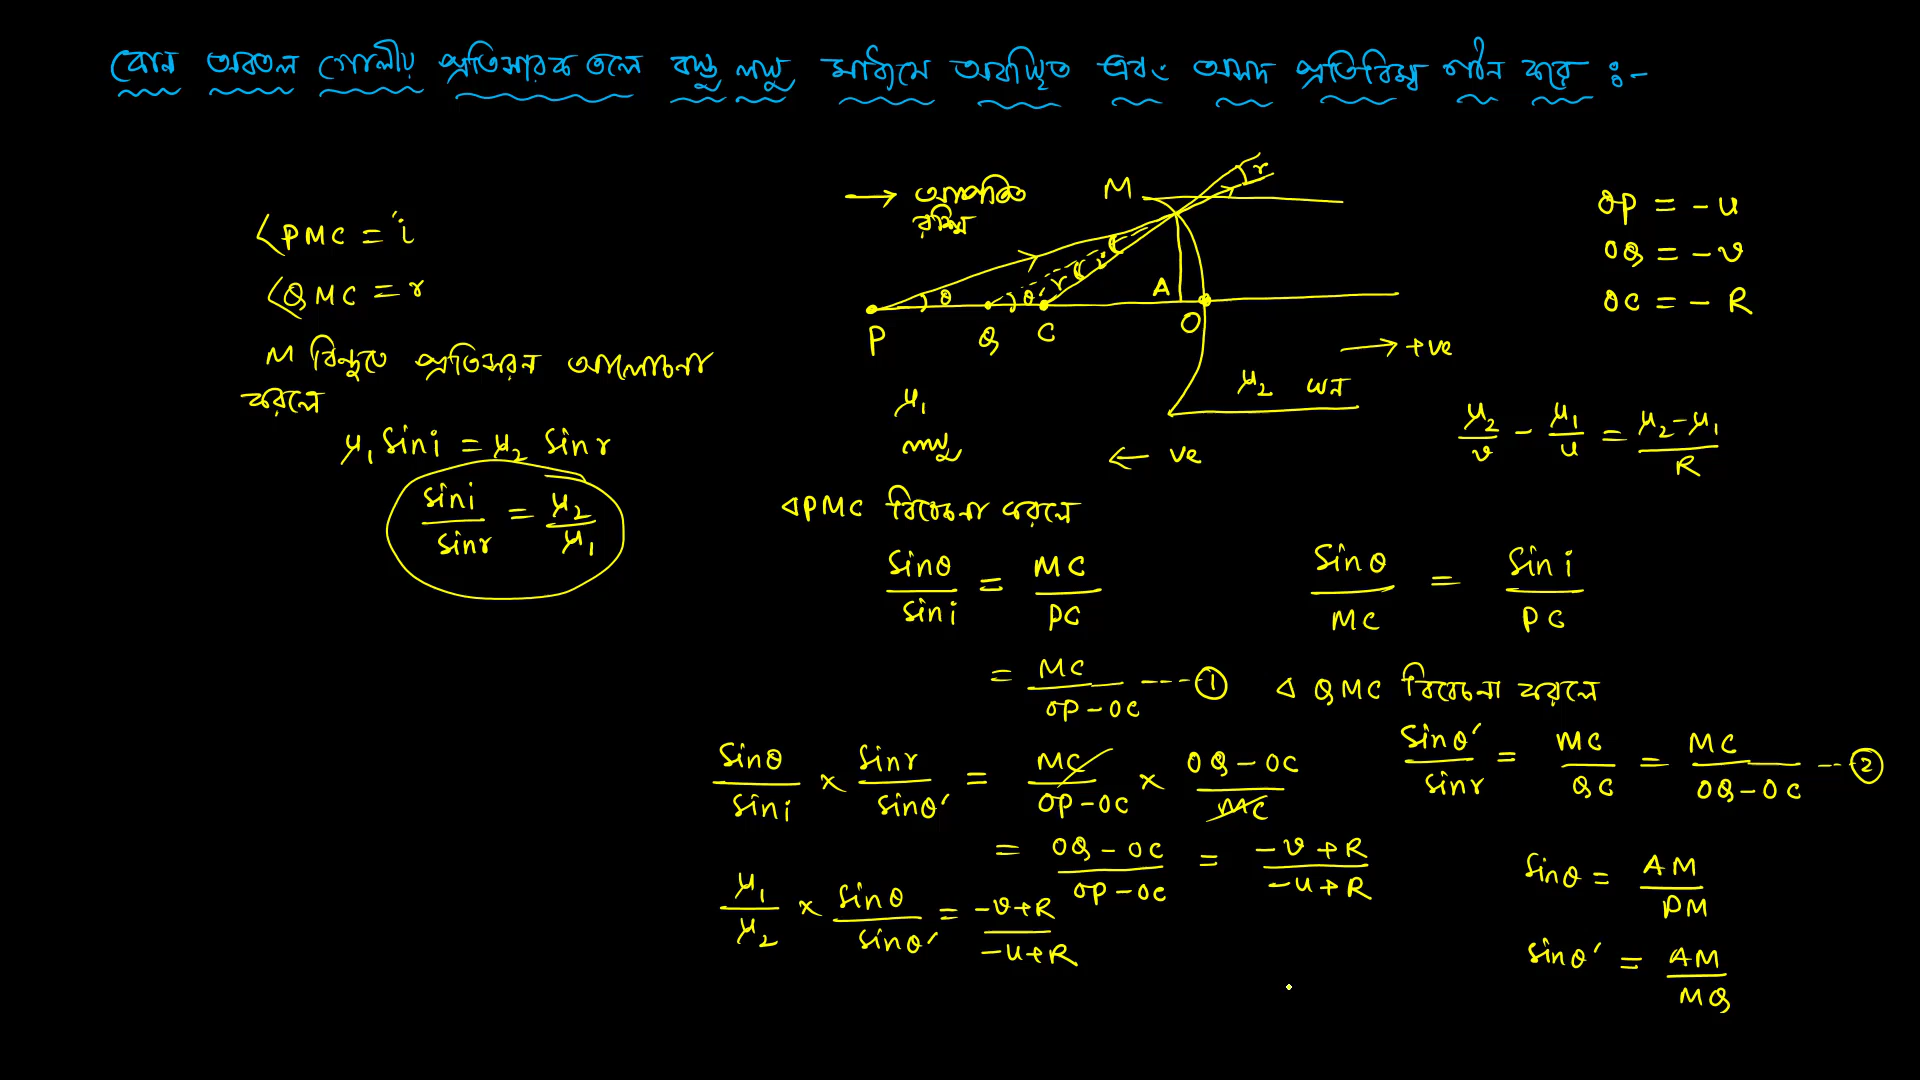 কোন অবতল গোলীয় প্রতিসারক তলে বস্তু লঘু মাধ্যমে অবস্থিত এবং অসদ প্রতিবিম্ব গঠন করে :-
→ আপতিত রশ্মি
M
r
θ
θ'
r
i
A
P
Q
C
O
→ +ve
μ₂ ঘন
μ₁
লঘু
← ve
<PMC = i
<QMC = r
M বিন্দুতে প্রতিসরন আলোচনা
করলে
μ₁ sin i = μ₂ sin r
sin i / sin r = μ₂ / μ₁
OP = -u
OQ = -v
OC = - R
μ₂/v - μ₁/u = (μ₂-μ₁)/R
△PMC বিবেচনা করলে
sinθ / sin i = MC / PC
sinθ / MC = sin i / PC
= MC / (OP - OC) ---- ①
△ QMC বিবেচনা করলে
sinθ' / sin r = MC / QC = MC / (OQ - OC) --- ②
sinθ / sin i × sin r / sinθ' = MC / (OP - OC) × (OQ - OC) / MC
= (OQ - OC) / (OP - OC) = (-v + R) / (-u + R)
μ₁ / μ₂ × sinθ / sinθ' = (-v+R) / (-u+R)
sinθ = AM / PM
sinθ' = AM / MQ